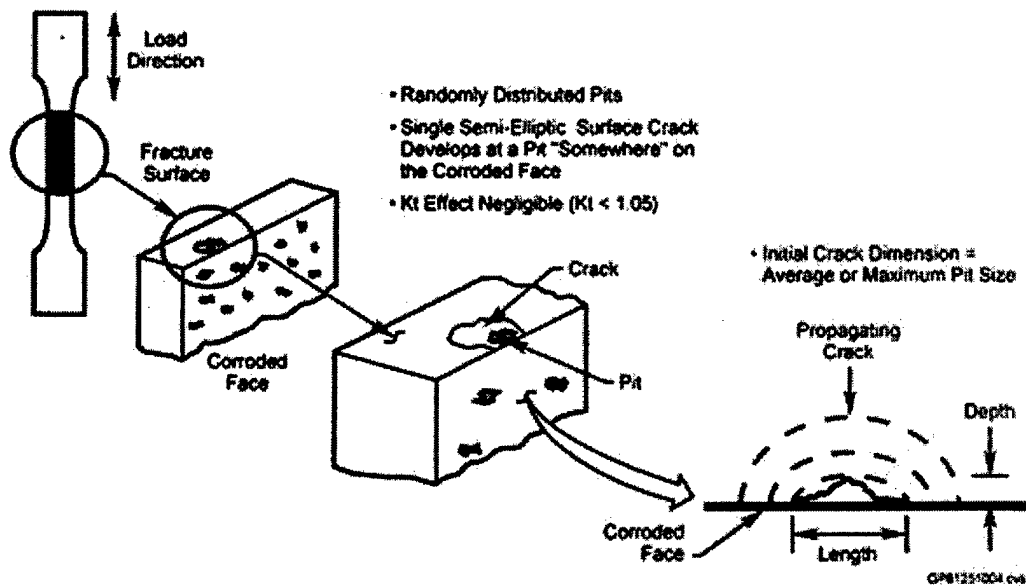 Load
Direction
Fracture
Surface
• Randomly Distributed Pits
• Single Semi-Elliptic Surface Crack
Develops at a Pit "Somewhere" on
the Corroded Face
• Kt Effect Negligible (Kt < 1.05)
Corroded
Face
Crack
Pit
• Initial Crack Dimension =
Average or Maximum Pit Size
Propagating
Crack
Depth
Corroded
Face
Length